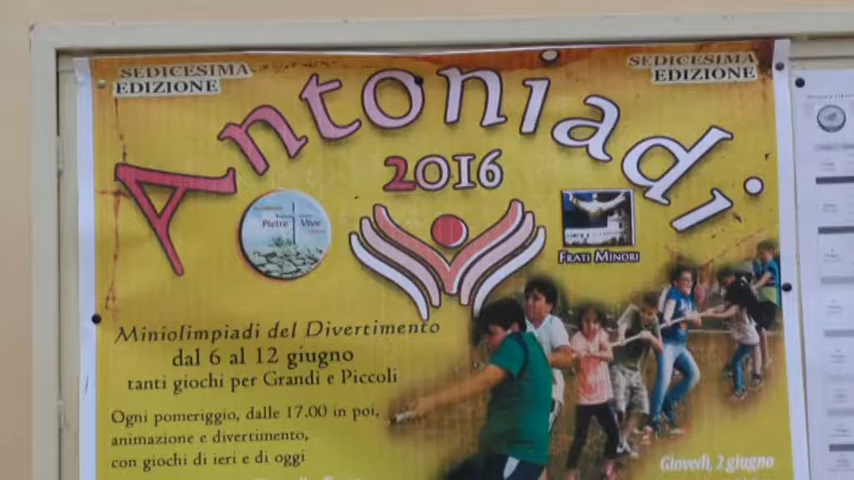 SEDICESIMA
EDIZIONE
SEDICESIMA
EDIZIONE
Antoniadi
2016
Pietre Vive
FRATI MINORI
Miniolimpiadi del Divertimento
dal 6 al 12 giugno
tanti giochi per Grandi e Piccoli
Ogni pomeriggio, dalle 17.00 in poi,
animazione e divertimento,
con giochi di ieri e di oggi
Giovedì, 2 giugno